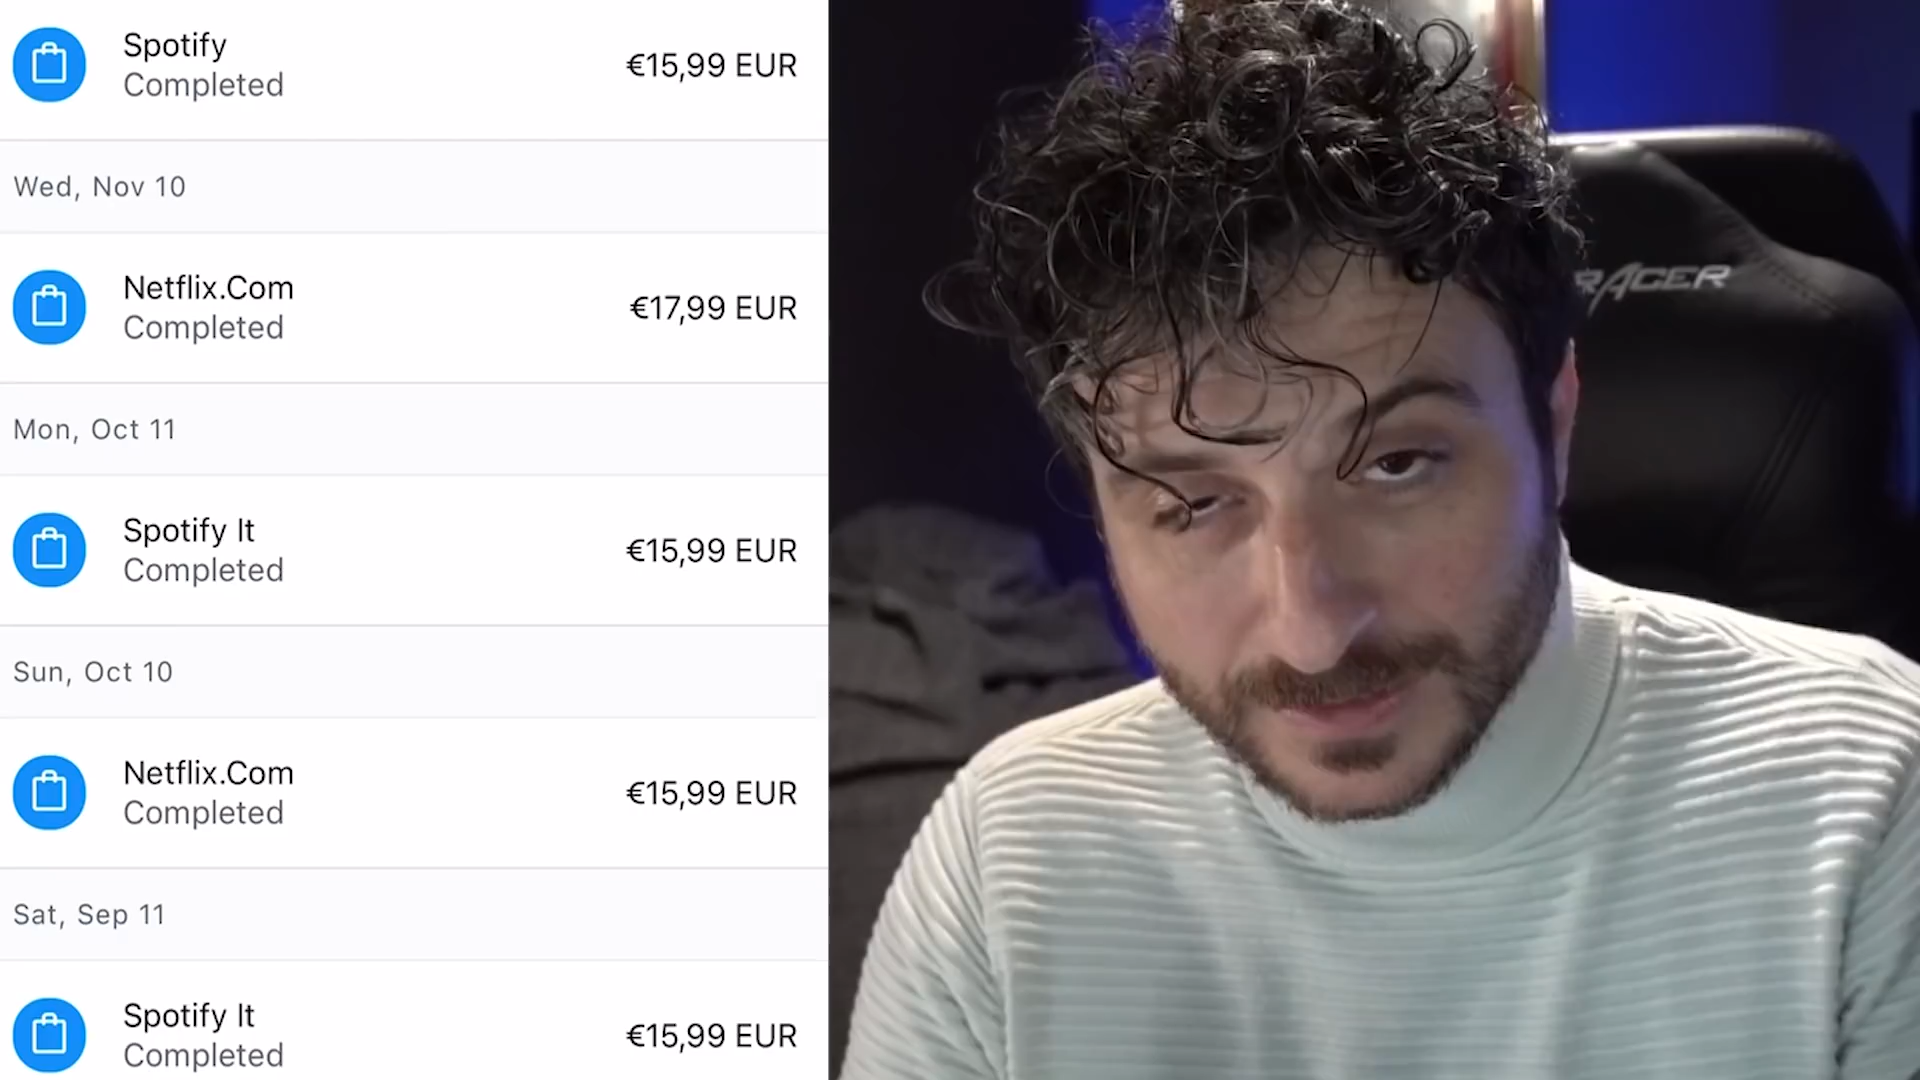 Spotify
Completed
€15,99 EUR
Wed, Nov 10
Netflix.Com
Completed
€17,99 EUR
Mon, Oct 11
Spotify It
Completed
€15,99 EUR
Sun, Oct 10
Netflix.Com
Completed
€15,99 EUR
Sat, Sep 11
Spotify It
Completed
€15,99 EUR
RACER